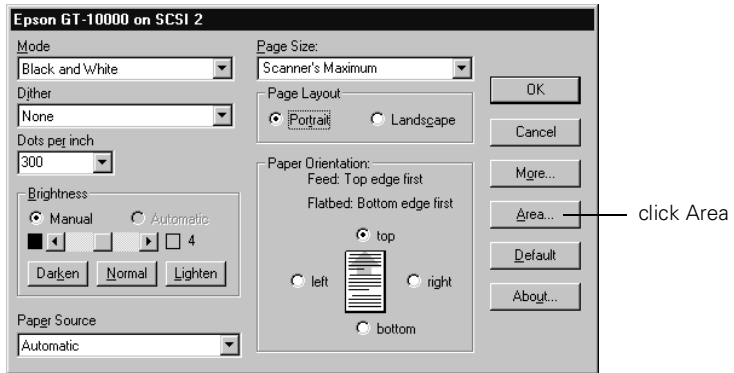 Epson GT-10000 on SCSI 2
Mode
Black and White
Dither
None
Dots per inch
300
Brightness
Manual
Automatic
4
Darken
Normal
Lighten
Paper Source
Automatic
Page Size:
Scanner's Maximum
Page Layout
Portrait
Landscape
Paper Orientation:
Feed: Top edge first
Flatbed: Bottom edge first
top
left
right
bottom
OK
Cancel
More...
Area...
Default
About...
click Area